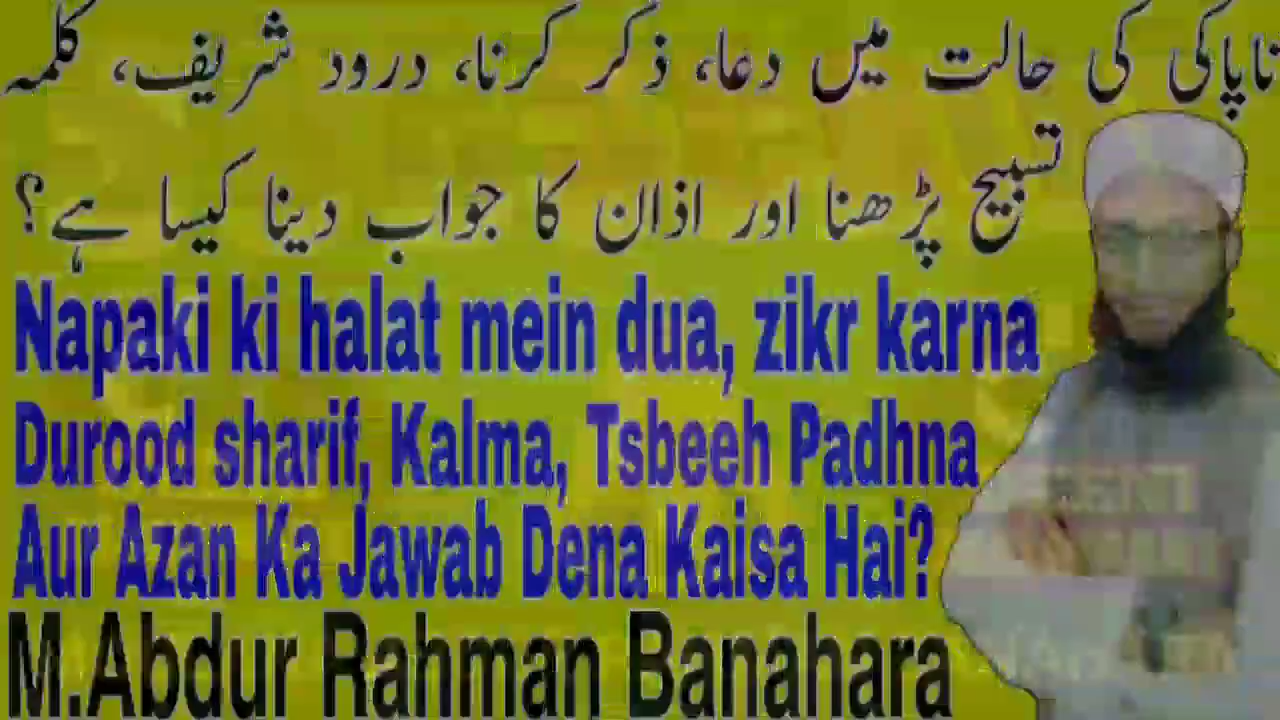 ناپاکی کی حالت میں دعا، ذکر کرنا، درود شریف، کلمہ
تسبیح پڑھنا اور اذان کا جواب دینا کیسا ہے؟
Napaki ki halat mein dua, zikr karna
Durood sharif, Kalma, Tsbeeh Padhna
Aur Azan Ka Jawab Dena Kaisa Hai?
M.Abdur Rahman Banahara